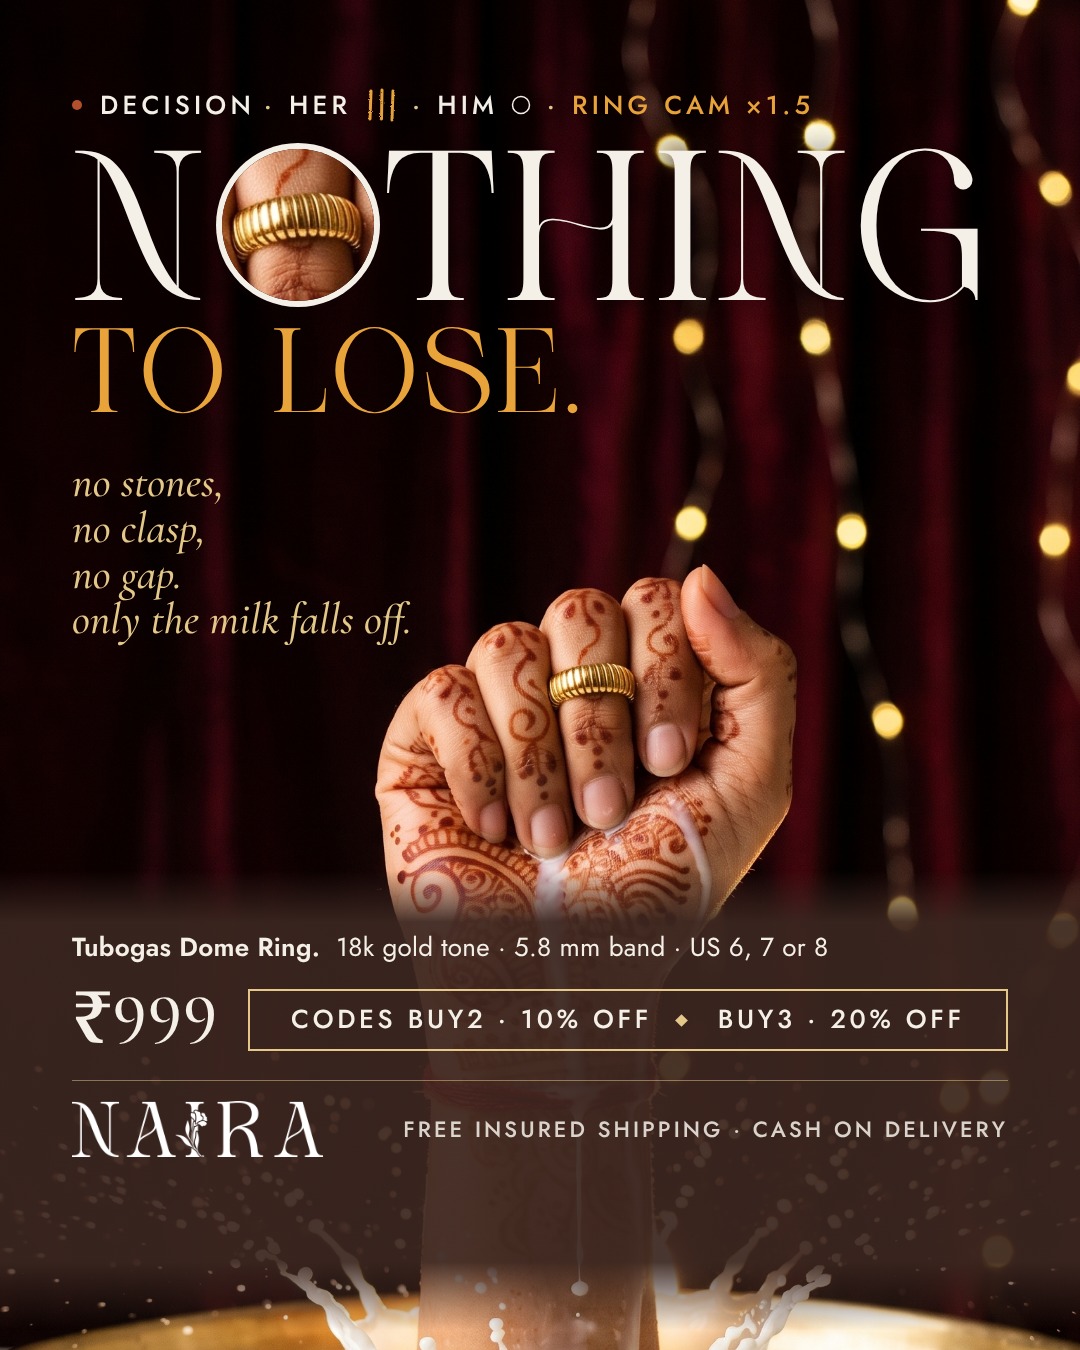 • DECISION · HER ||| · HIM ○ · RING CAM ×1.5
NOTHING
TO LOSE.
no stones,
no clasp,
no gap.
only the milk falls off.
Tubogas Dome Ring. 18k gold tone · 5.8 mm band · US 6, 7 or 8
₹999
CODES BUY2 · 10% OFF ◆ BUY3 · 20% OFF
NAIRA
FREE INSURED SHIPPING · CASH ON DELIVERY